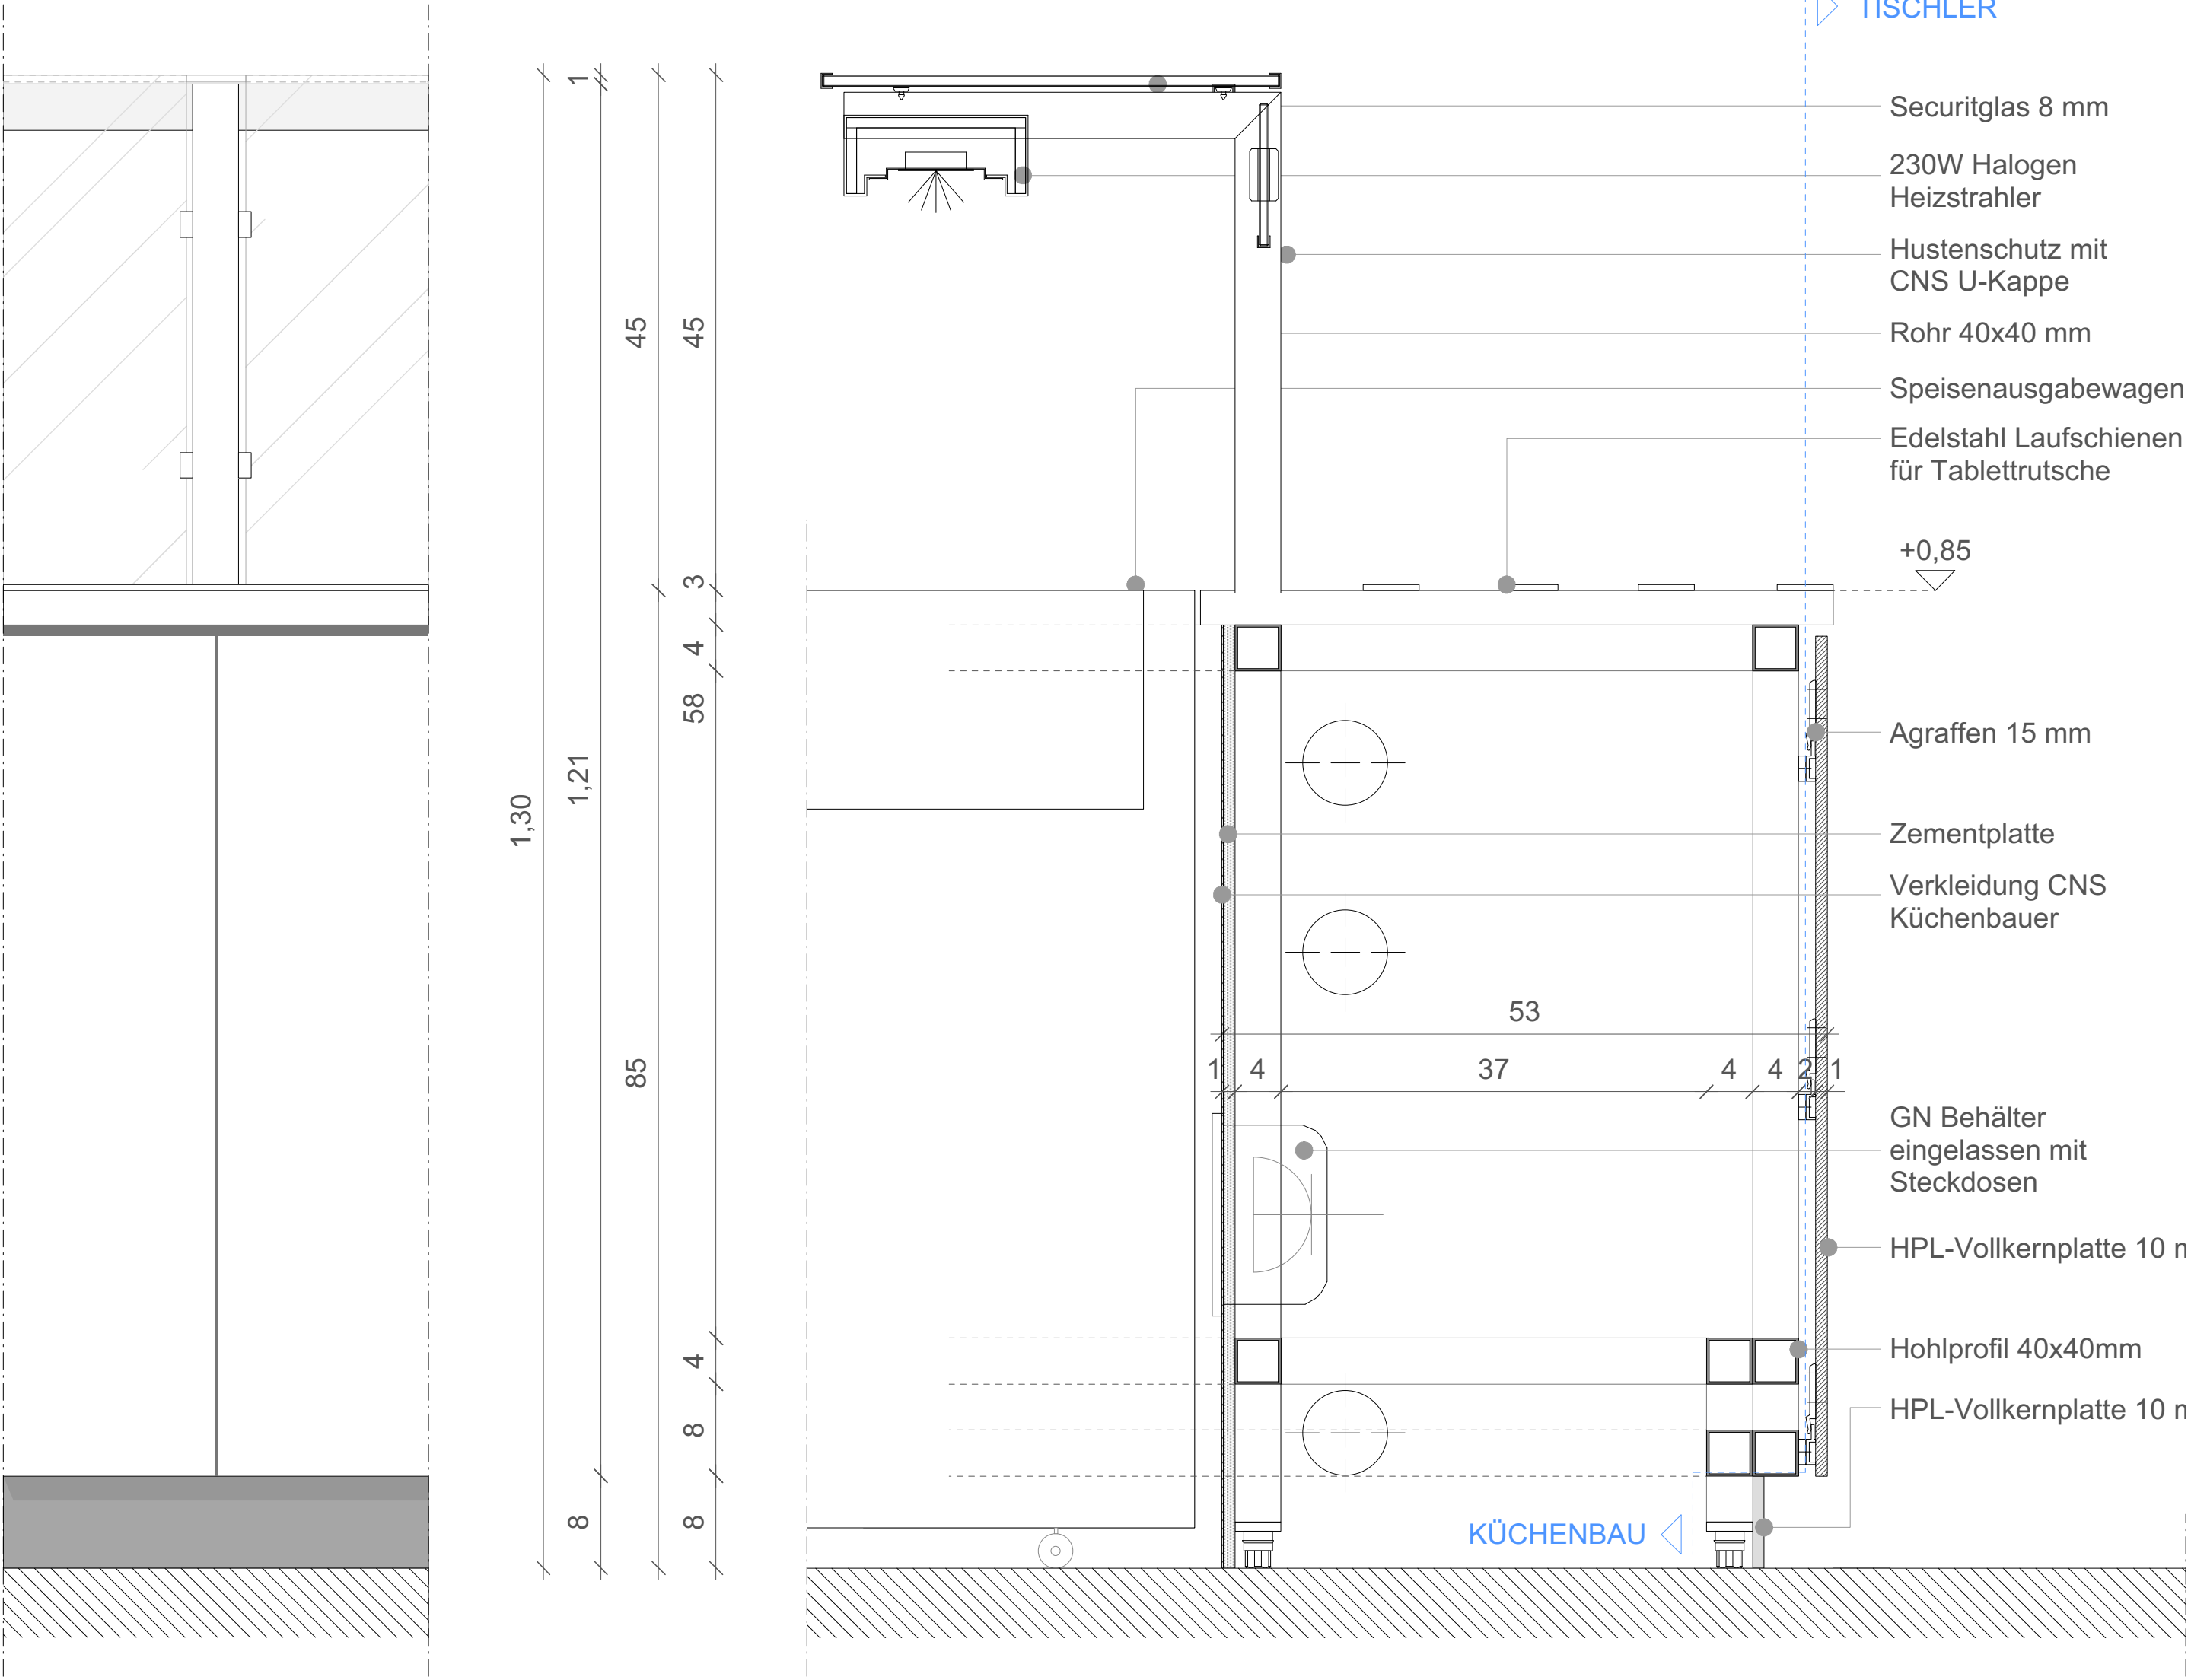 TISCHLER
Securitglas 8 mm
230W Halogen
Heizstrahler
Hustenschutz mit
CNS U-Kappe
Rohr 40x40 mm
Speisenausgabewagen
Edelstahl Laufschienen
für Tablettrutsche
+0,85
Agraffen 15 mm
Zementplatte
Verkleidung CNS
Küchenbauer
GN Behälter
eingelassen mit
Steckdosen
HPL-Vollkernplatte 10
Hohlprofil 40x40mm
HPL-Vollkernplatte 10
KÜCHENBAU
1,30
1
1,21
8
45
85
45
3
4
58
4
8
8
53
1 4 37 4 4 2 1